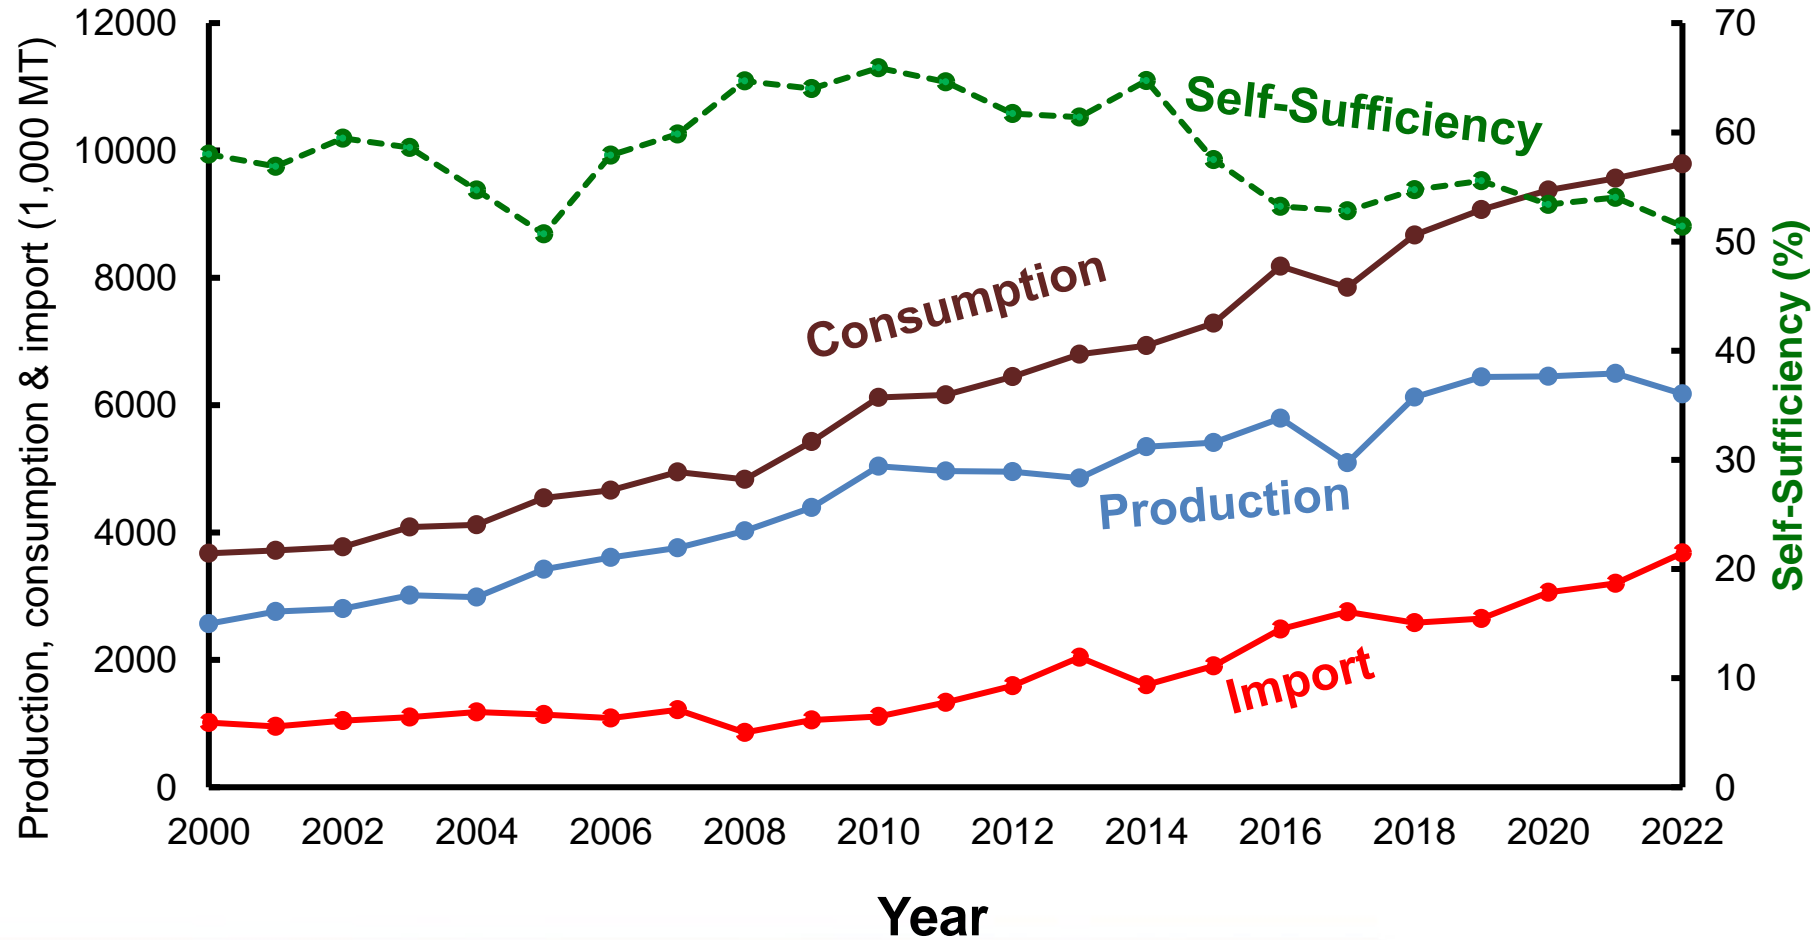 Production, consumption & import (1,000 MT)
12000
10000
8000
6000
4000
2000
0
70
60
50
40
30
20
10
0
Self-Sufficiency (%)
Self-Sufficiency
Consumption
Production
Import
2000 2002 2004 2006 2008 2010 2012 2014 2016 2018 2020 2022
Year